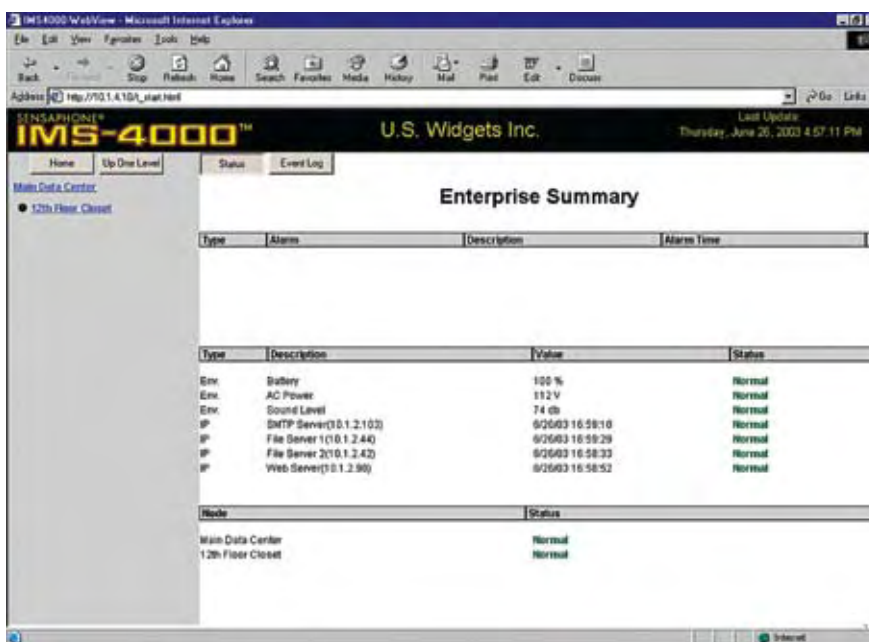 IMS4000 WebView - Microsoft Internet Explorer
File Edit View Favorites Tools Help
Back Forward Stop Refresh Home Search Favorites Media History Mail Print Edit Discuss
Address http://10.1.4.10/t_start.html Go Links
SENSAPHONE®
IMS-4000™
U.S. Widgets Inc.
Last Update:
Thursday, June 26, 2003 4:57:11 PM
Home Up One Level Status Event Log
Main Data Center
12th Floor Closet
Enterprise Summary
Type Alarm Description Alarm Time
Type Description Value Status
Env. Battery 100 % Normal
Env. AC Power 112 V Normal
Env. Sound Level 74 db Normal
IP SMTP Server(10.1.2.103) 6/26/03 16:59:10 Normal
IP File Server 1(10.1.2.44) 6/26/03 16:59:29 Normal
IP File Server 2(10.1.2.42) 6/26/03 16:58:33 Normal
IP Web Server(10.1.2.90) 6/26/03 16:58:52 Normal
Node Status
Main Data Center Normal
12th Floor Closet Normal
Internet